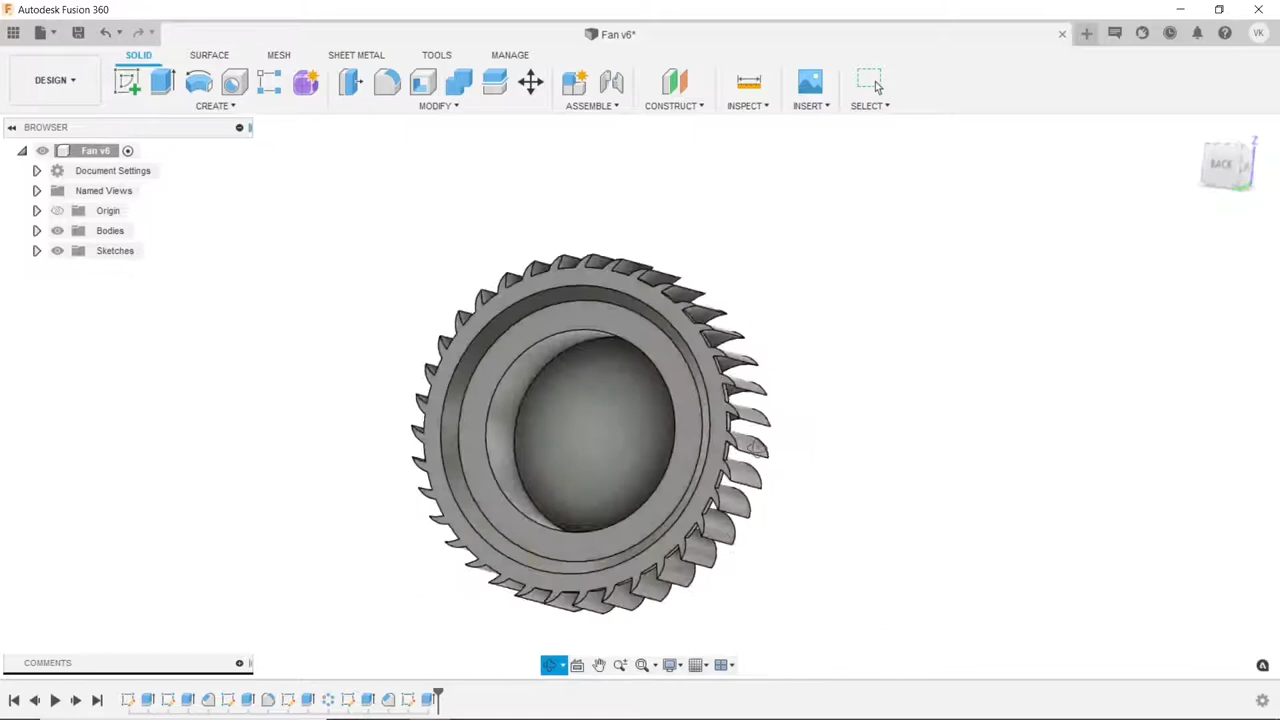 Autodesk Fusion 360
Fan v6*
VK
DESIGN
SOLID SURFACE MESH SHEET METAL TOOLS MANAGE
CREATE MODIFY ASSEMBLE CONSTRUCT INSPECT INSERT SELECT
BROWSER
Fan v6
Document Settings
Named Views
Origin
Bodies
Sketches
Z
BACK
COMMENTS